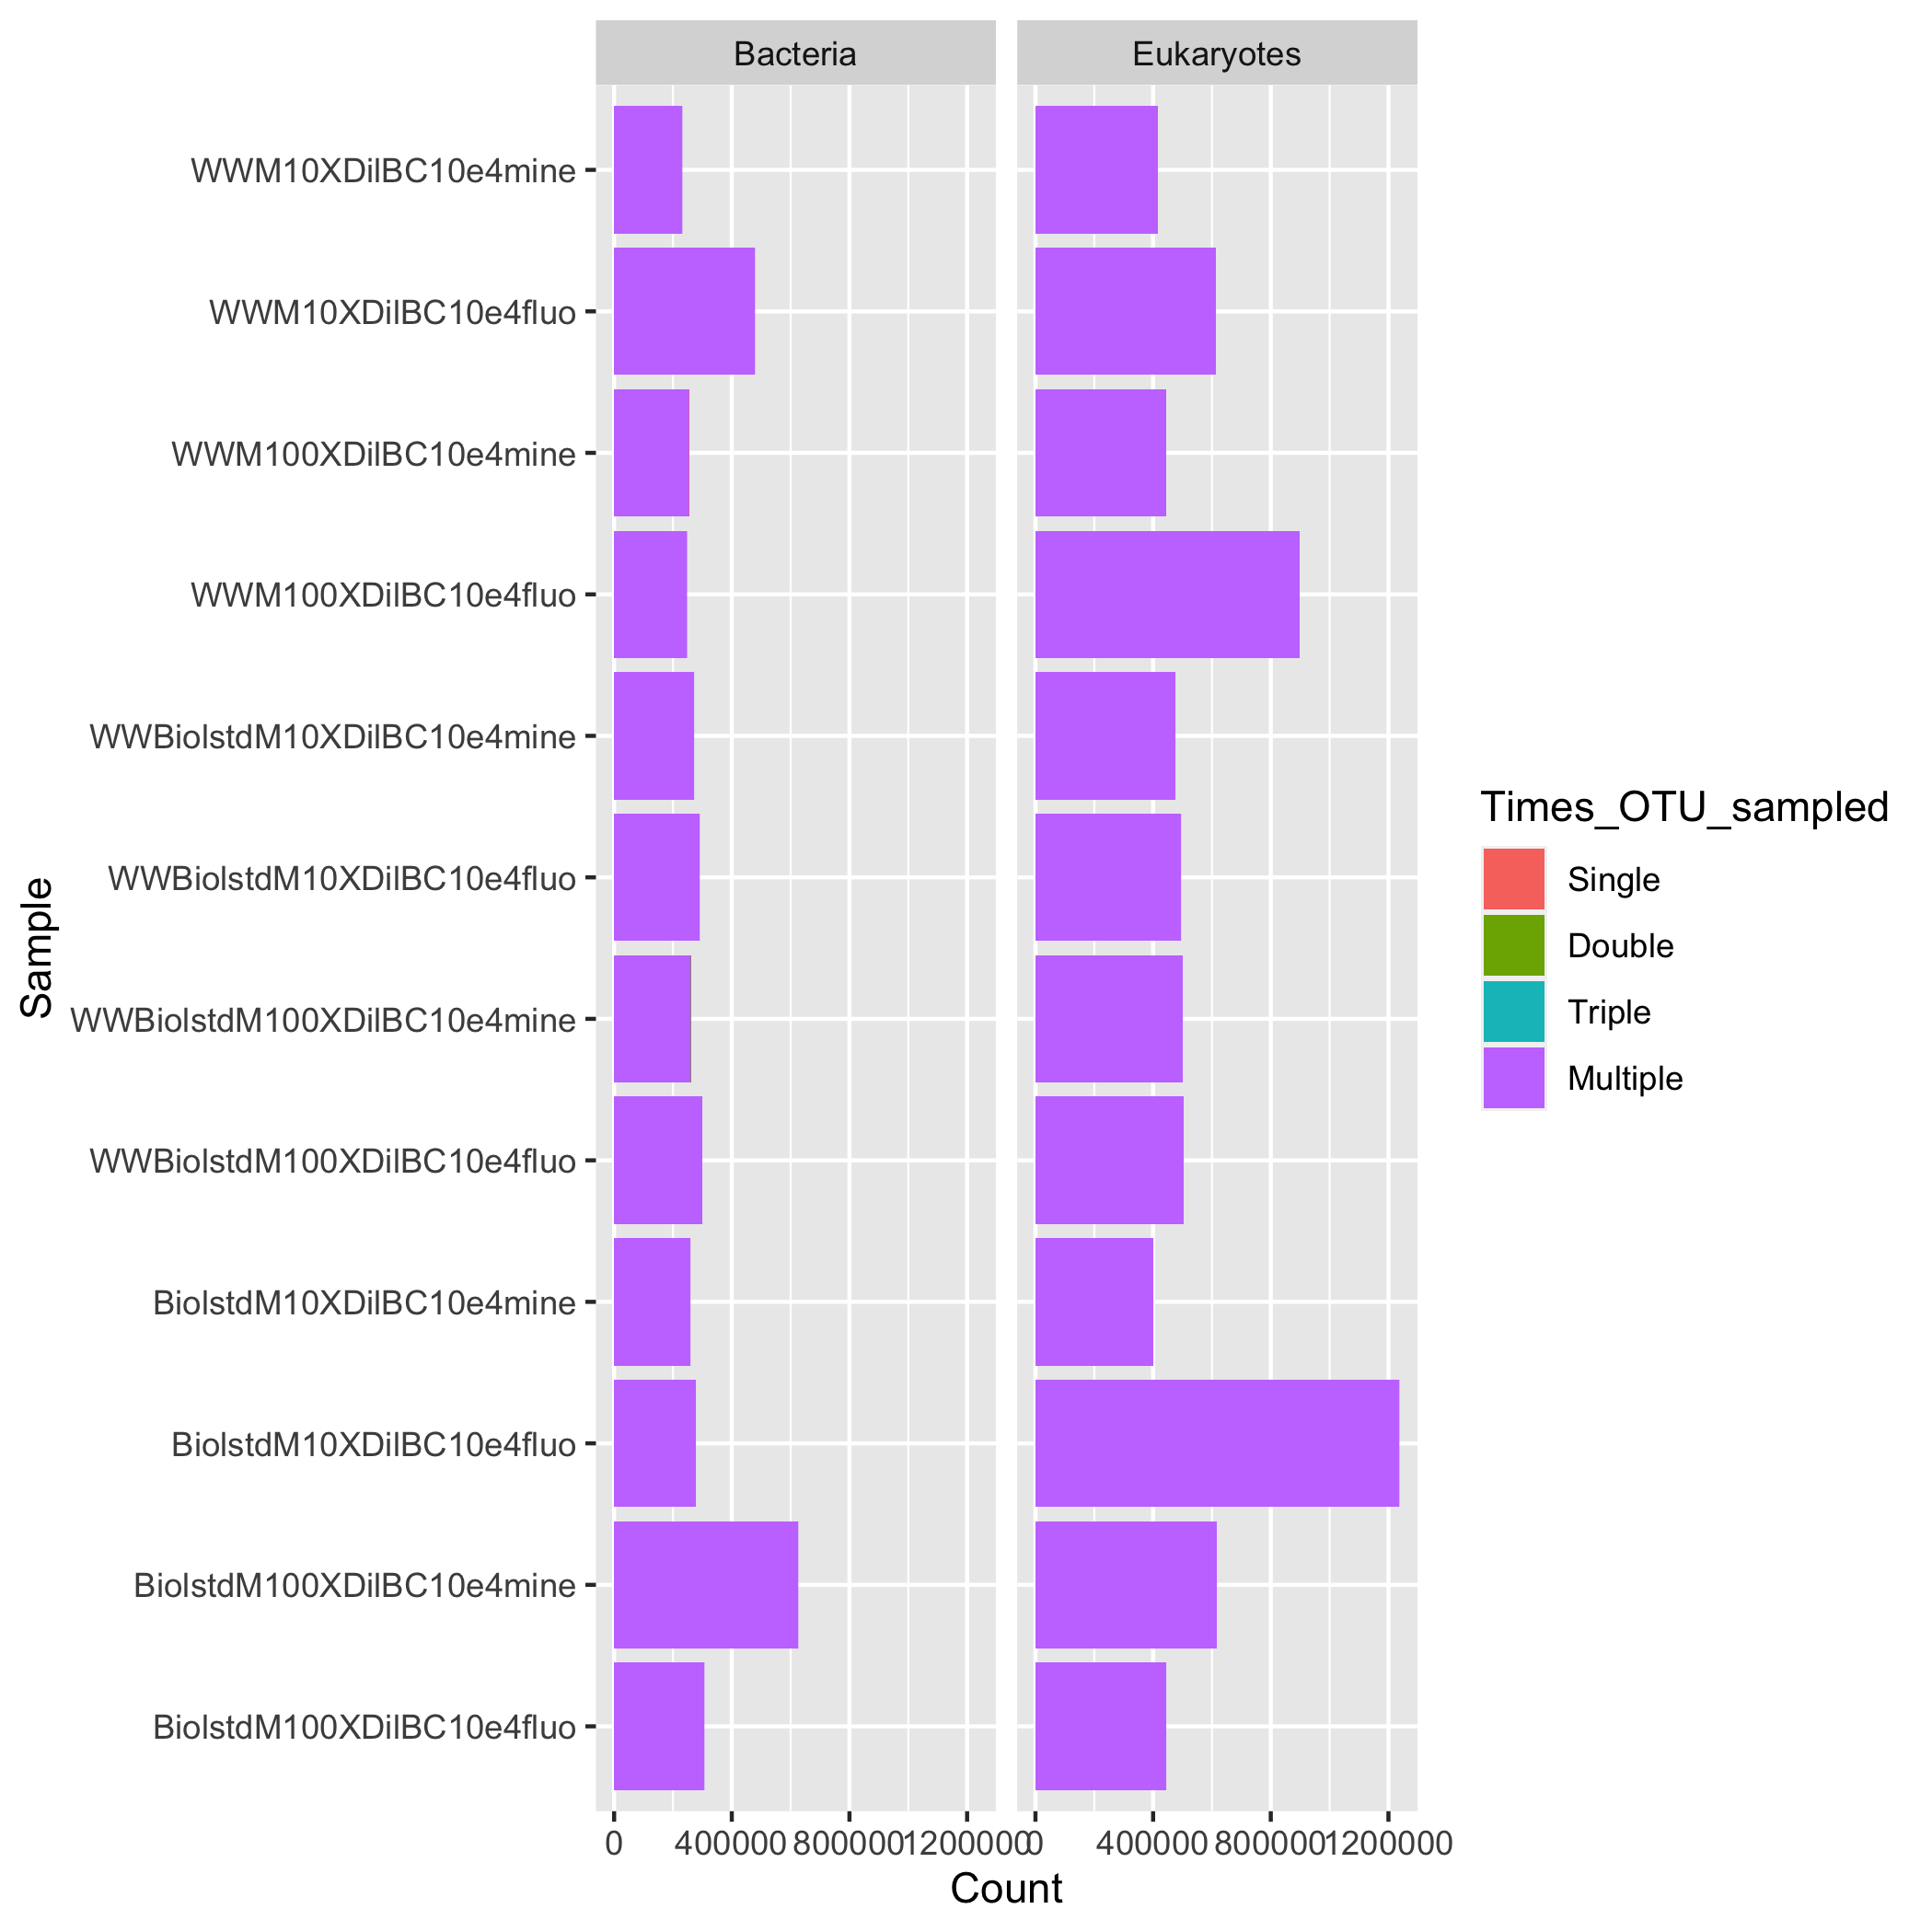 Bacteria
Eukaryotes
WWM10XDilBC10e4mine
WWM10XDilBC10e4fluo
WWM100XDilBC10e4mine
WWM100XDilBC10e4fluo
WWBiolstdM10XDilBC10e4mine
WWBiolstdM10XDilBC10e4fluo
WWBiolstdM100XDilBC10e4mine
WWBiolstdM100XDilBC10e4fluo
BiolstdM10XDilBC10e4mine
BiolstdM10XDilBC10e4fluo
BiolstdM100XDilBC10e4mine
BiolstdM100XDilBC10e4fluo
Sample
0 400000 800000 1200000
0 400000 800000 1200000
Count
Times_OTU_sampled
Single
Double
Triple
Multiple